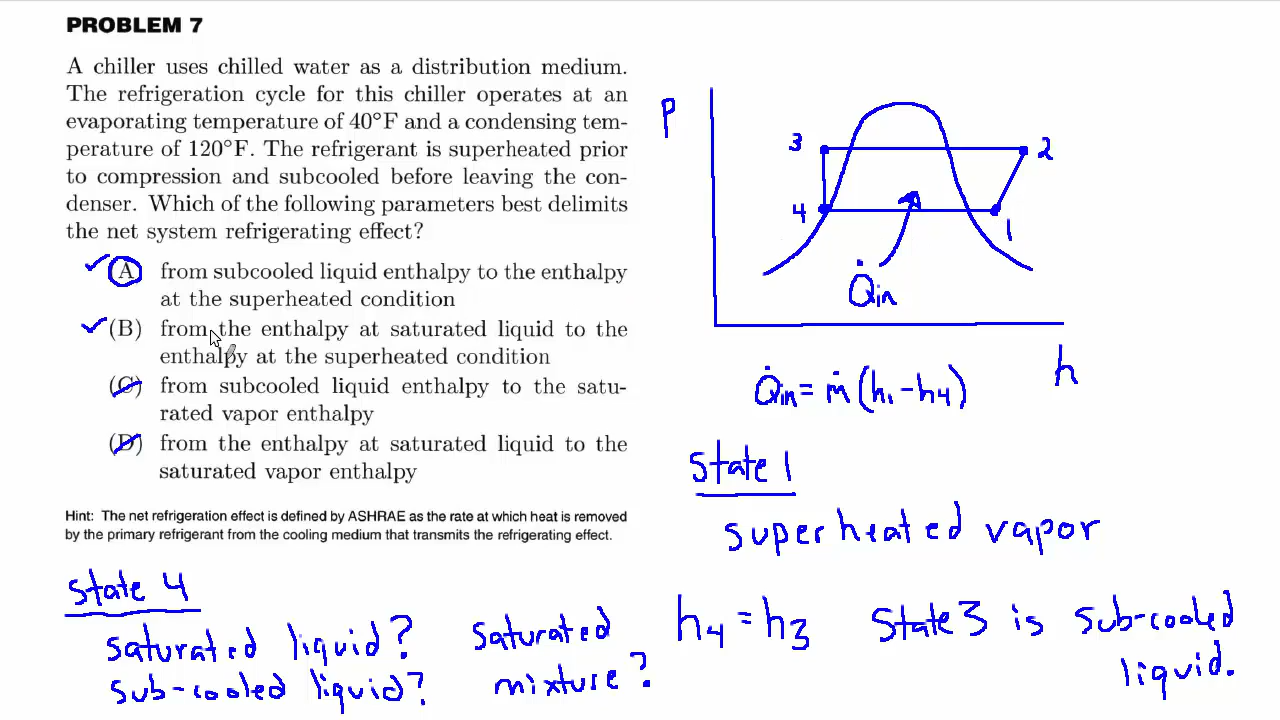 PROBLEM 7
A chiller uses chilled water as a distribution medium.
The refrigeration cycle for this chiller operates at an
evaporating temperature of 40°F and a condensing tem-
perature of 120°F. The refrigerant is superheated prior
to compression and subcooled before leaving the con-
denser. Which of the following parameters best delimits
the net system refrigerating effect?
(A) from subcooled liquid enthalpy to the enthalpy
at the superheated condition
(B) from the enthalpy at saturated liquid to the
enthalpy at the superheated condition
(C) from subcooled liquid enthalpy to the satu-
rated vapor enthalpy
(D) from the enthalpy at saturated liquid to the
saturated vapor enthalpy
Hint: The net refrigeration effect is defined by ASHRAE as the rate at which heat is removed
by the primary refrigerant from the cooling medium that transmits the refrigerating effect.
P
3
2
4
1
Q̇in
h
Q̇in = ṁ (h1 - h4)
State 1
superheated vapor
State 4
saturated liquid?
sub-cooled liquid?
saturated
mixture?
h4 = h3
State 3 is sub-cooled
liquid.